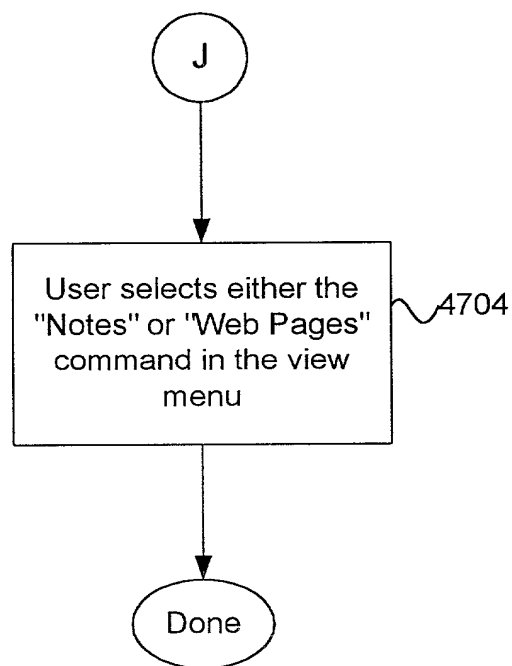 J
User selects either the
"Notes" or "Web Pages"
command in the view
menu
4704
Done